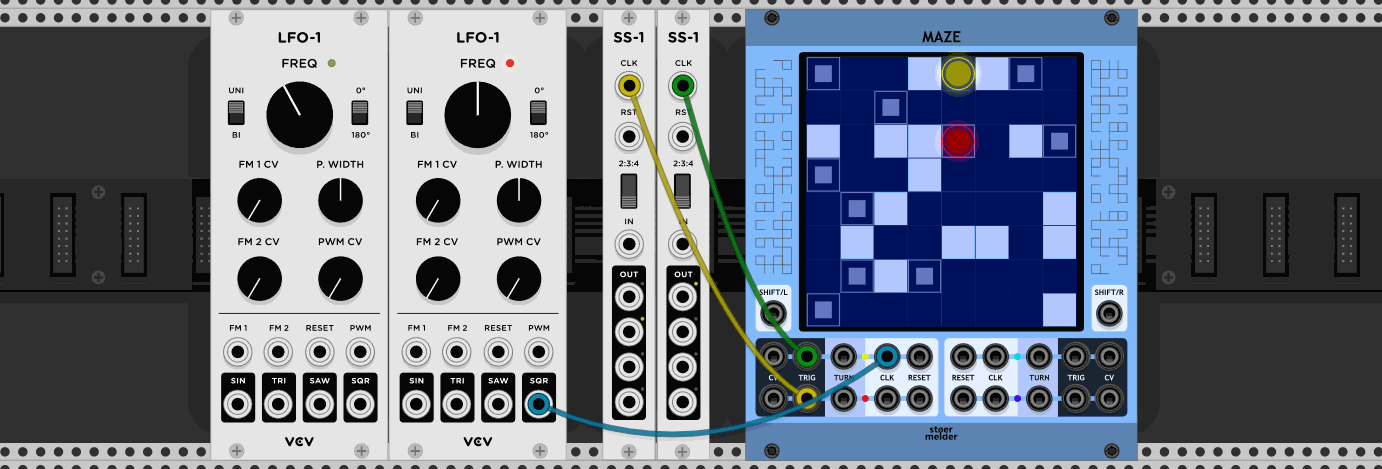 LFO-1
FREQ
UNI
0°
BI
180°
FM 1 CV P. WIDTH
FM 2 CV PWM CV
FM 1 FM 2 RESET PWM
SIN TRI SAW SQR
VCV
LFO-1
FREQ
UNI
0°
BI
180°
FM 1 CV P. WIDTH
FM 2 CV PWM CV
FM 1 FM 2 RESET PWM
SIN TRI SAW SQR
VCV
SS-1
CLK
RST
2:3:4
IN
OUT
SS-1
CLK
RST
2:3:4
IN
OUT
MAZE
SHIFT/L SHIFT/R
CV TRIG TURN CLK RESET RESET CLK TURN TRIG CV
støer
melder